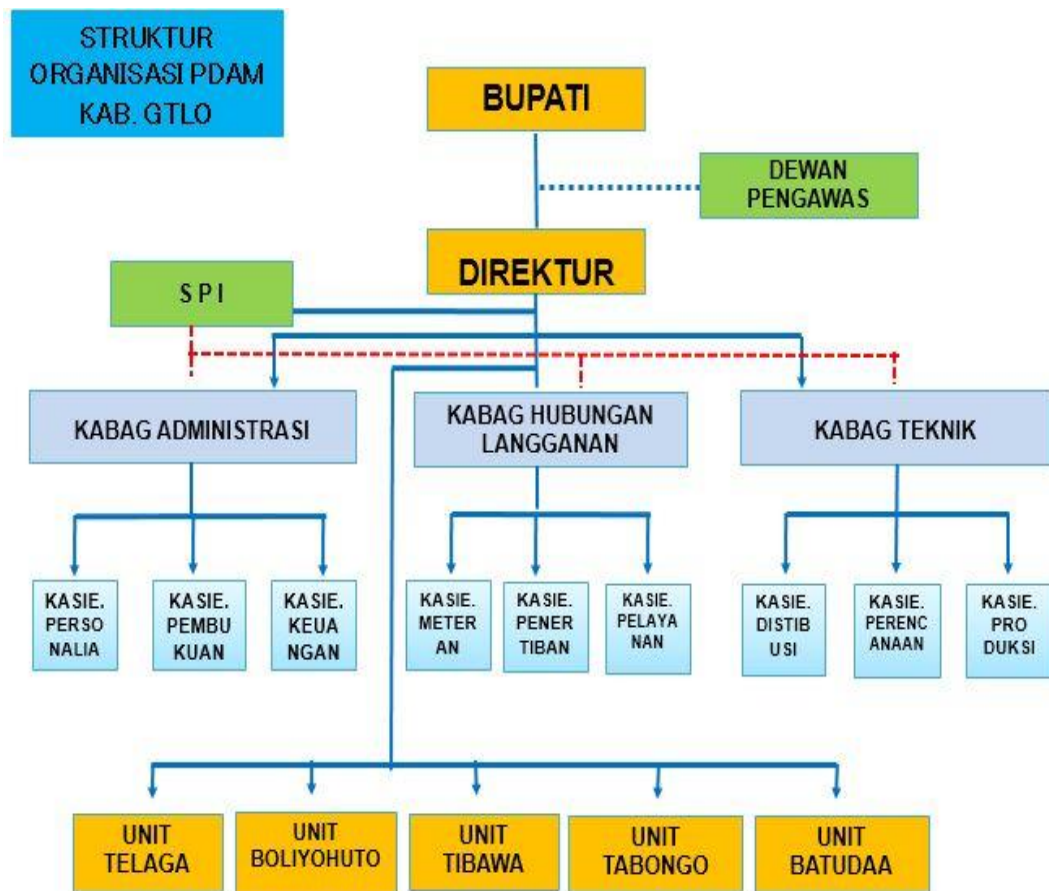 STRUKTUR
ORGANISASI PDAM
KAB. GTLO
BUPATI
DEWAN
PENGAWAS
DIREKTUR
S P I
KABAG ADMINISTRASI
KABAG HUBUNGAN
LANGGANAN
KABAG TEKNIK
KASIE.
PERSO
NALIA
KASIE.
PEMBU
KUAN
KASIE.
KEUA
NGAN
KASIE.
METER
AN
KASIE.
PENER
TIBAN
KASIE.
PELAYA
NAN
KASIE.
DISTIB
USI
KASIE.
PERENC
ANAAN
KASIE.
PRO
DUKSI
UNIT
TELAGA
UNIT
BOLIYOHUTO
UNIT
TIBAWA
UNIT
TABONGO
UNIT
BATUDAA